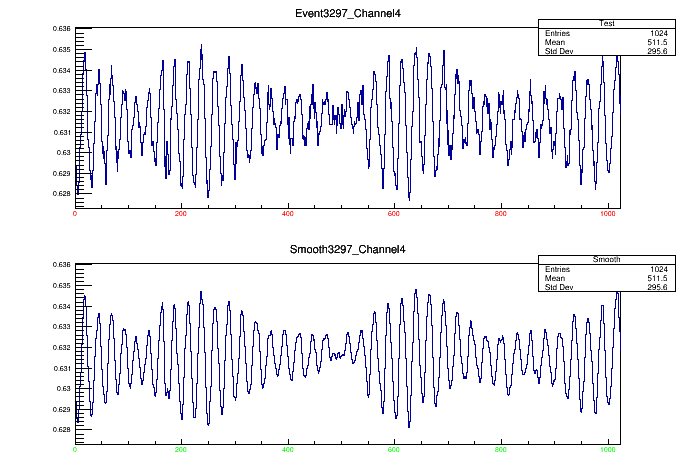 Event3297_Channel4
Test
Entries 1024
Mean 511.5
Std Dev 295.6
0.636
0.635
0.634
0.633
0.632
0.631
0.63
0.629
0.628
0 200 400 600 800 1000
Smooth3297_Channel4
Smooth
Entries 1024
Mean 511.5
Std Dev 295.6
0.636
0.635
0.634
0.633
0.632
0.631
0.63
0.629
0.628
0 200 400 600 800 1000